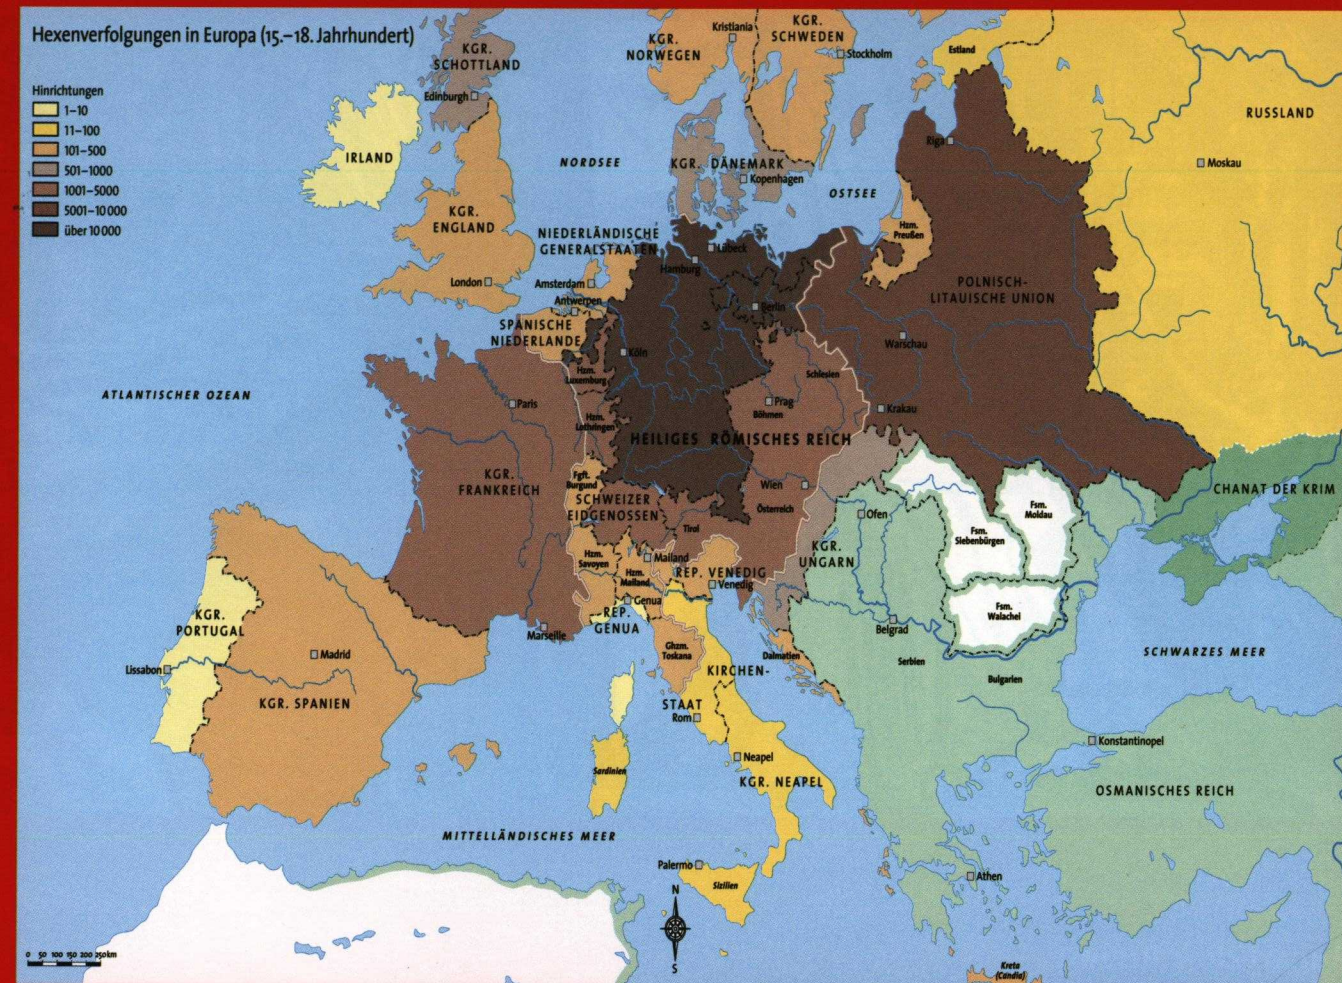 Hexenverfolgungen in Europa (15.–18. Jahrhundert)
Hinrichtungen
1–10
11–100
101–500
501–1000
1001–5000
5001–10 000
über 10 000
KGR.
SCHOTTLAND
Edinburgh
IRLAND
KGR.
ENGLAND
London
NORDSEE
KGR.
NORWEGEN
Kristiania
KGR.
SCHWEDEN
Stockholm
Estland
RUSSLAND
Moskau
Riga
KGR. DÄNEMARK
Kopenhagen
OSTSEE
Hzm.
Preußen
NIEDERLÄNDISCHE
GENERALSTAATEN
Amsterdam
Antwerpen
SPANISCHE
NIEDERLANDE
Lübeck
Hamburg
Berlin
Köln
POLNISCH-
LITAUISCHE UNION
Warschau
Krakau
Hzm.
Luxemburg
Hzm.
Lothringen
Schlesien
Prag
Böhmen
HEILIGES RÖMISCHES REICH
Wien
Österreich
Tirol
ATLANTISCHER OZEAN
Paris
KGR.
FRANKREICH
Fgft.
Burgund
SCHWEIZER
EIDGENOSSEN
Hzm.
Savoyen
Hzm.
Mailand
Mailand
REP. VENEDIG
Venedig
Genua
REP.
GENUA
Marseille
KGR.
UNGARN
Ofen
Fsm.
Siebenbürgen
Fsm.
Moldau
Fsm.
Walachei
CHANAT DER KRIM
Belgrad
Serbien
Bulgarien
SCHWARZES MEER
Dalmatien
Ghzm.
Toskana
KIRCHEN-
STAAT
Rom
KGR.
PORTUGAL
Lissabon
Madrid
KGR. SPANIEN
Sardinien
Neapel
KGR. NEAPEL
Konstantinopel
OSMANISCHES REICH
MITTELLÄNDISCHES MEER
Palermo
Sizilien
Athen
Kreta
(Candia)
N
S
0 50 100 150 200 250km